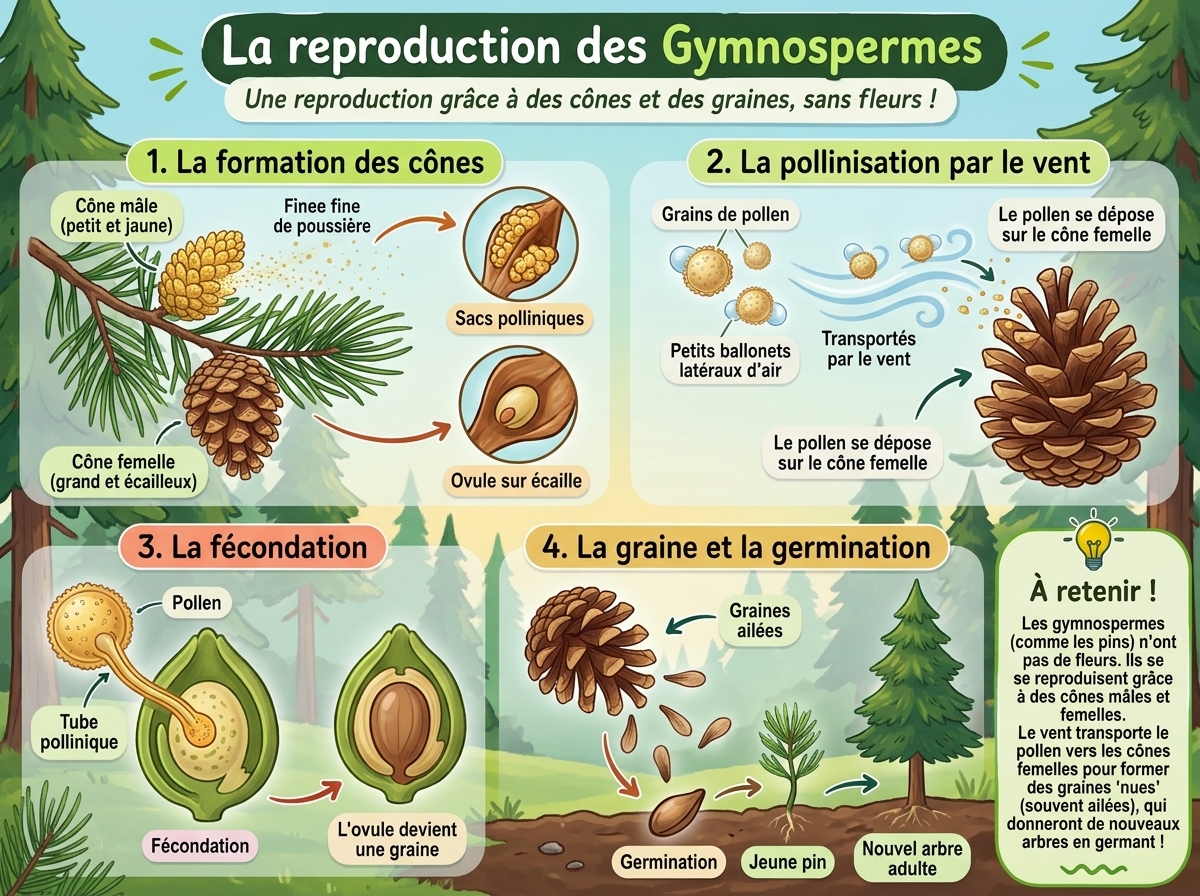 La reproduction des Gymnospermes
Une reproduction grâce à des cônes et des graines, sans fleurs !
1. La formation des cônes
Cône mâle
(petit et jaune)
Finee fine
de poussière
Sacs polliniques
Cône femelle
(grand et écailleux)
Ovule sur écaille
2. La pollinisation par le vent
Grains de pollen
Le pollen se dépose
sur le cône femelle
Petits ballonets
latéraux d'air
Transportés
par le vent
Le pollen se dépose
sur le cône femelle
3. La fécondation
Pollen
Tube
pollinique
Fécondation
L'ovule devient
une graine
4. La graine et la germination
Graines
ailées
Germination
Jeune pin
Nouvel arbre
adulte
À retenir !
Les gymnospermes
(comme les pins) n'ont
pas de fleurs. Ils se
se reproduisent grâce
à des cônes mâles et
femelles.
Le vent transporte le
pollen vers les cônes
femelles pour former
des graines 'nues'
(souvent ailées), qui
donneront de nouveaux
arbres en germant !